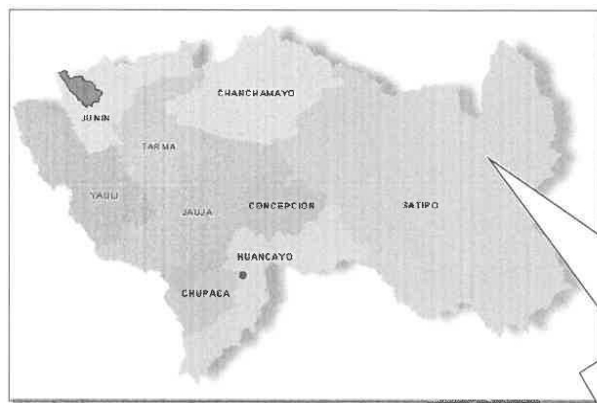 CHANCHAMAYO
JUNIN
TARMA
YAULI
JAUJA
CONCEPCION
SATIPO
HUANCAYO
CHUPACA